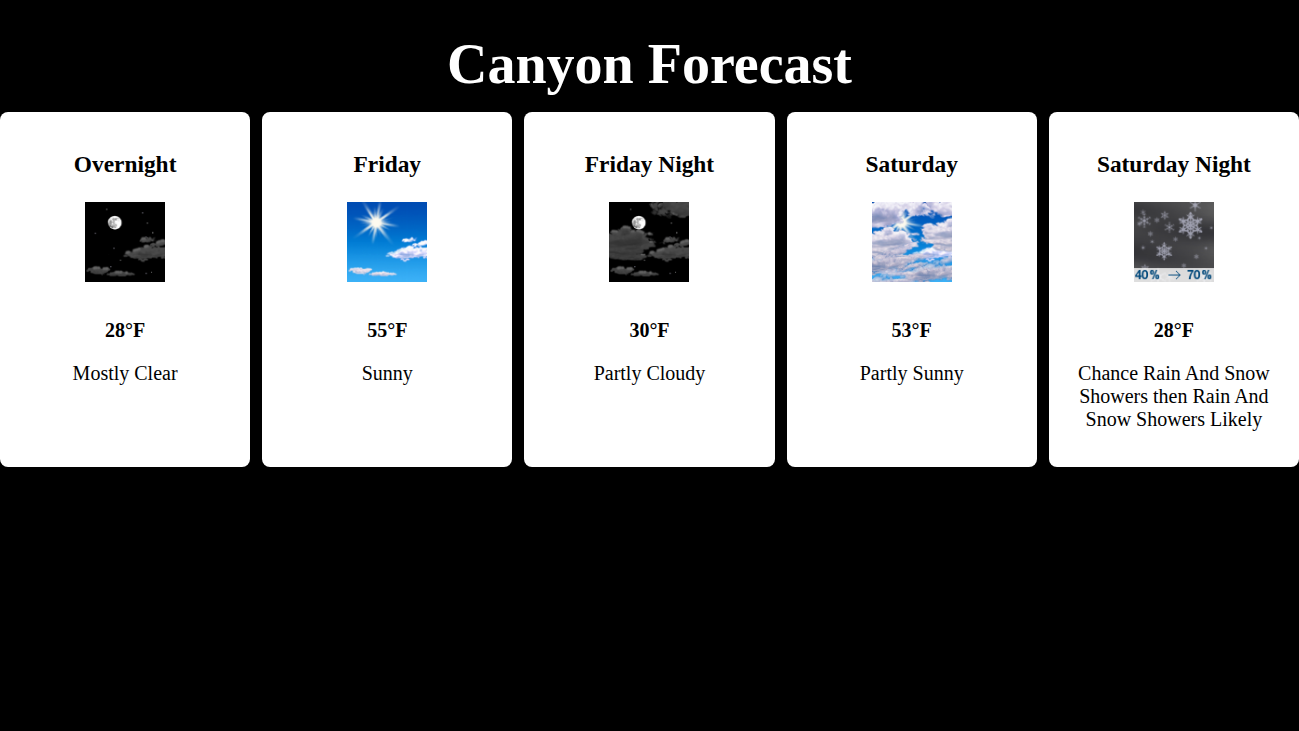 Canyon Forecast
Overnight
28°F
Mostly Clear
Friday
55°F
Sunny
Friday Night
30°F
Partly Cloudy
Saturday
53°F
Partly Sunny
Saturday Night
40% → 70%
28°F
Chance Rain And Snow
Showers then Rain And
Snow Showers Likely